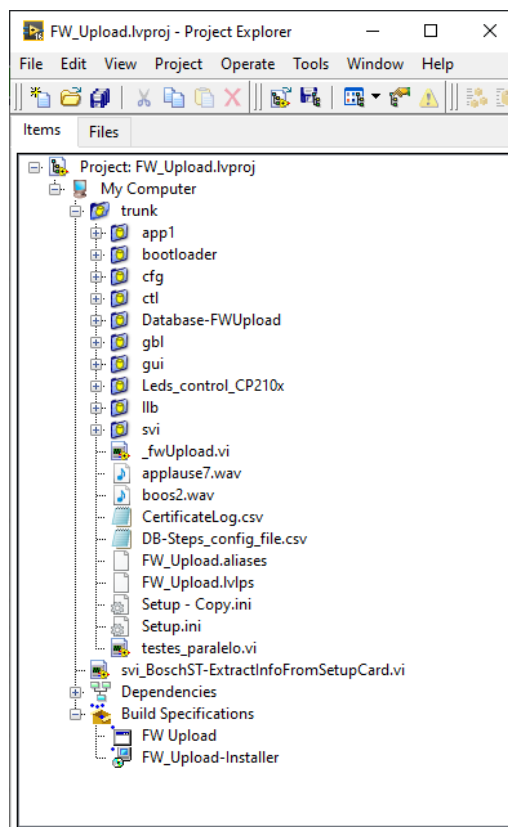 FW_Upload.lvproj - Project Explorer
File Edit View Project Operate Tools Window Help
Items Files
Project: FW_Upload.lvproj
My Computer
trunk
app1
bootloader
cfg
ctl
Database-FWUpload
gbl
gui
Leds_control_CP210x
llb
svi
_fwUpload.vi
applause7.wav
boos2.wav
CertificateLog.csv
DB-Steps_config_file.csv
FW_Upload.aliases
FW_Upload.lvlps
Setup - Copy.ini
Setup.ini
testes_paralelo.vi
svi_BoschST-ExtractInfoFromSetupCard.vi
Dependencies
Build Specifications
FW Upload
FW_Upload-Installer